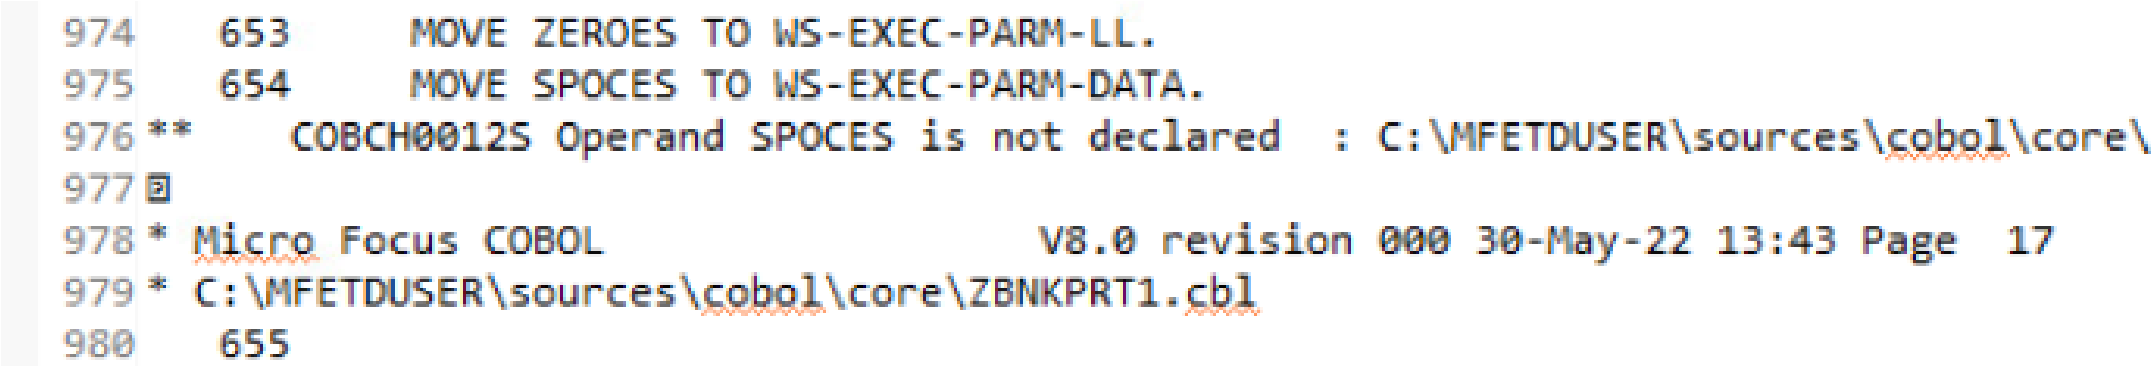 974 653 MOVE ZEROES TO WS-EXEC-PARM-LL.
975 654 MOVE SPOCES TO WS-EXEC-PARM-DATA.
976 ** COBCH0012S Operand SPOCES is not declared : C:\MFETDUSER\sources\cobol\core\
977
978 * Micro Focus COBOL V8.0 revision 000 30-May-22 13:43 Page 17
979 * C:\MFETDUSER\sources\cobol\core\ZBNKPRT1.cbl
980 655